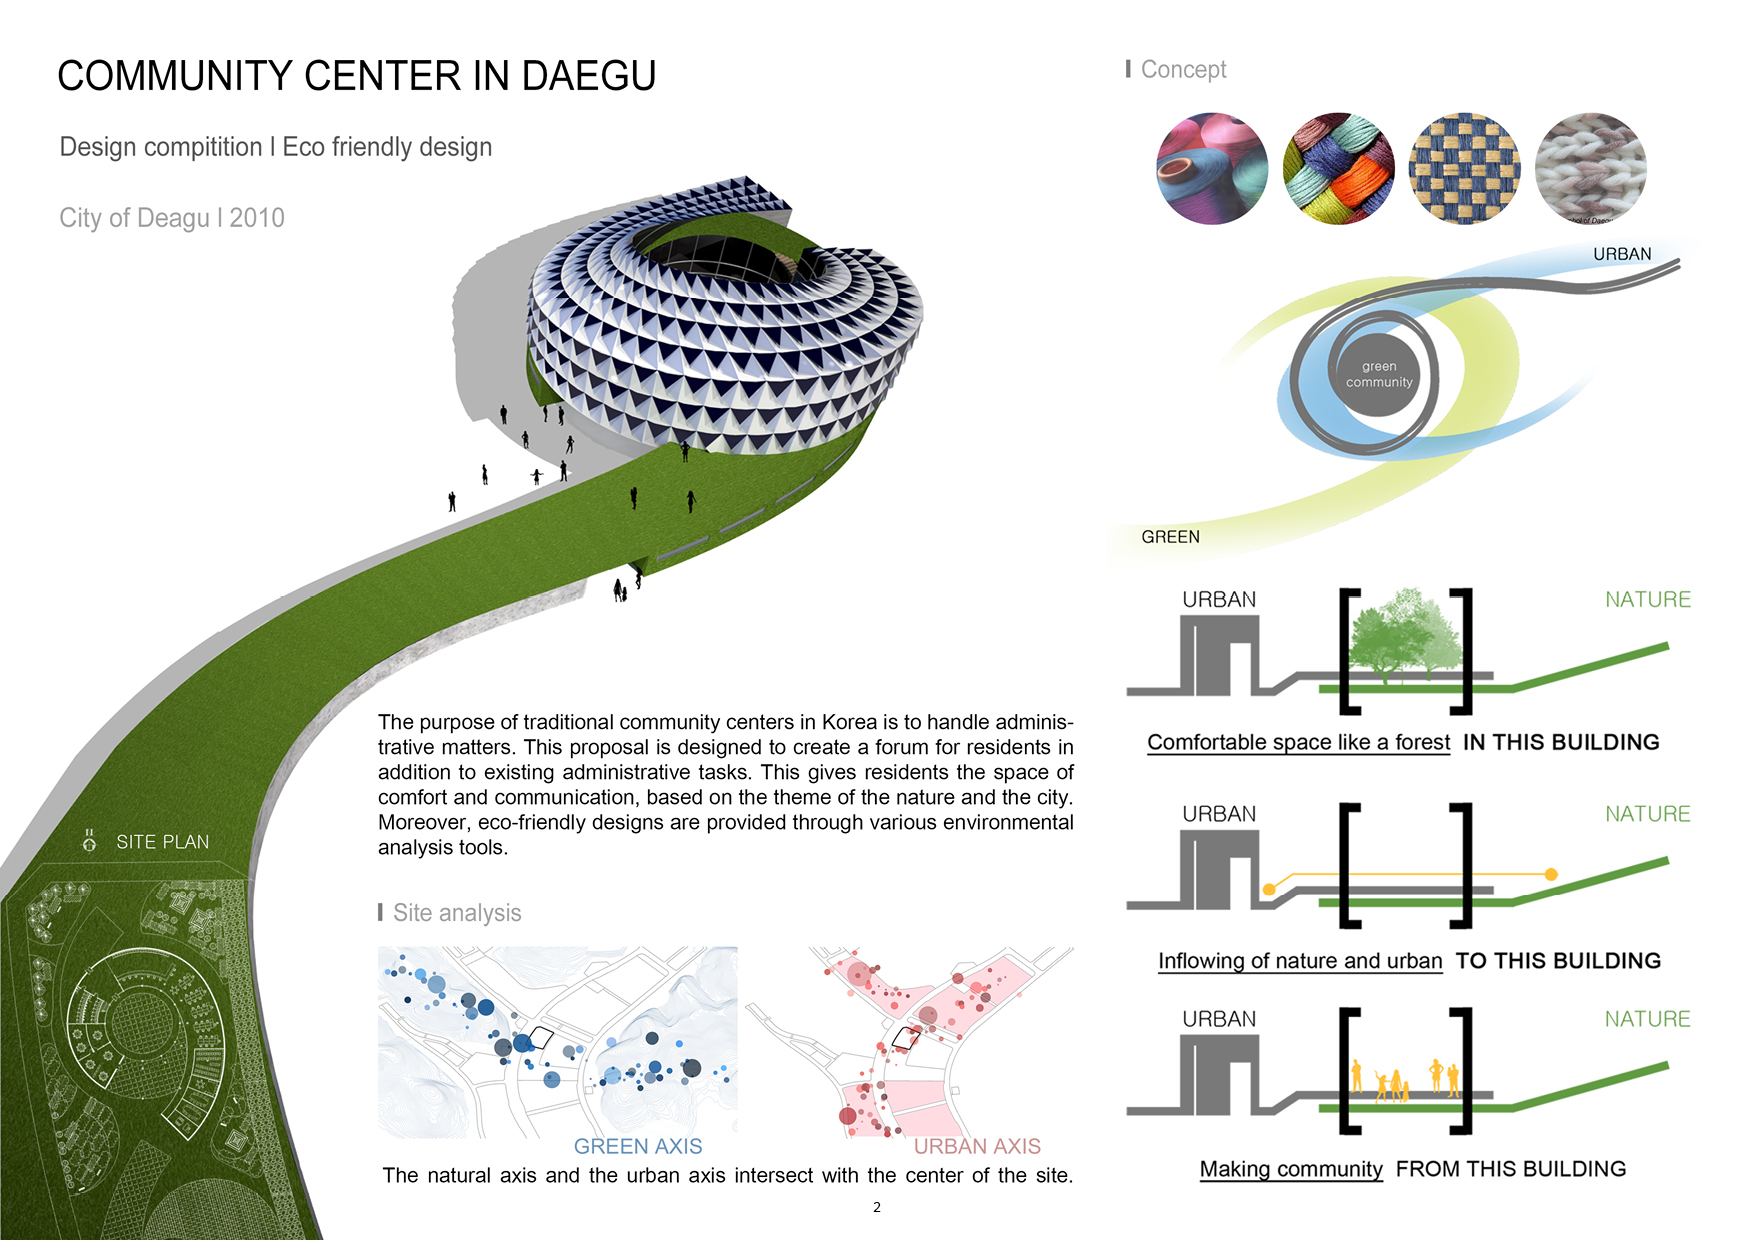 COMMUNITY CENTER IN DAEGU
Design compitition l Eco friendly design
City of Deagu l 2010
SITE PLAN
The purpose of traditional community centers in Korea is to handle adminis-
trative matters. This proposal is designed to create a forum for residents in
addition to existing administrative tasks. This gives residents the space of
comfort and communication, based on the theme of the nature and the city.
Moreover, eco-friendly designs are provided through various environmental
analysis tools.
Site analysis
GREEN AXIS
URBAN AXIS
The natural axis and the urban axis intersect with the center of the site.
Concept
URBAN
green
community
GREEN
URBAN
NATURE
Comfortable space like a forest IN THIS BUILDING
URBAN
NATURE
Inflowing of nature and urban TO THIS BUILDING
URBAN
NATURE
Making community FROM THIS BUILDING
2